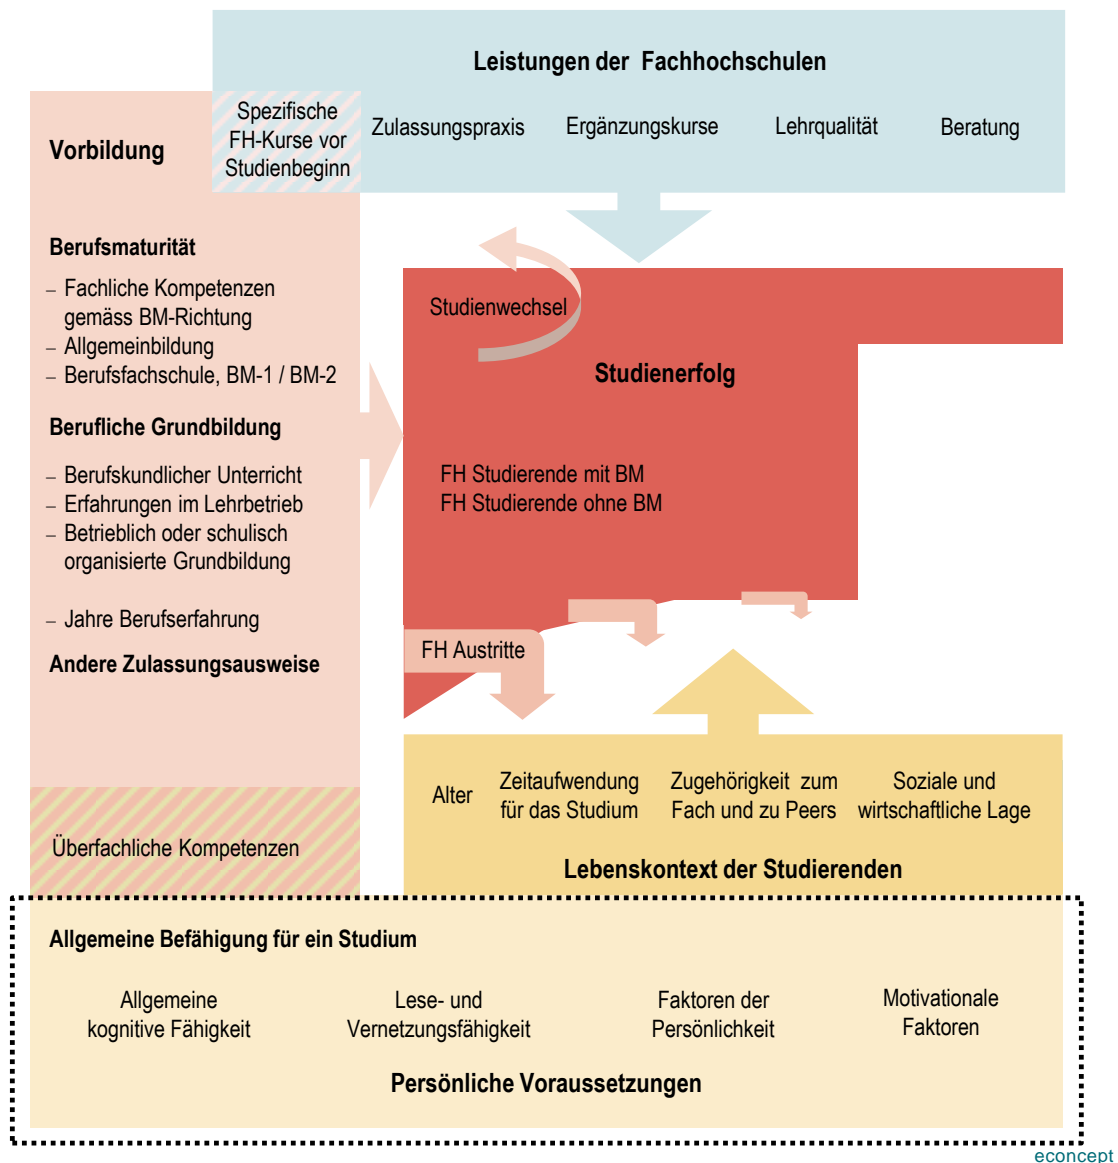 Leistungen der Fachhochschulen
Spezifische
FH-Kurse vor
Studienbeginn
Zulassungspraxis
Ergänzungskurse
Lehrqualität
Beratung
Vorbildung
Berufsmaturität
– Fachliche Kompetenzen
gemäss BM-Richtung
– Allgemeinbildung
– Berufsfachschule, BM-1 / BM-2
Berufliche Grundbildung
– Berufskundlicher Unterricht
– Erfahrungen im Lehrbetrieb
– Betrieblich oder schulisch
organisierte Grundbildung
– Jahre Berufserfahrung
Andere Zulassungsausweise
Überfachliche Kompetenzen
Studienwechsel
Studienerfolg
FH Studierende mit BM
FH Studierende ohne BM
FH Austritte
Alter
Zeitaufwendung
für das Studium
Zugehörigkeit zum
Fach und zu Peers
Soziale und
wirtschaftliche Lage
Lebenskontext der Studierenden
Allgemeine Befähigung für ein Studium
Allgemeine
kognitive Fähigkeit
Lese- und
Vernetzungsfähigkeit
Faktoren der
Persönlichkeit
Motivationale
Faktoren
Persönliche Voraussetzungen
econcept